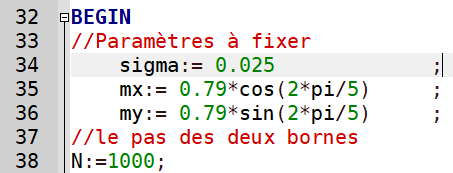 32 BEGIN
33 //Paramètres à fixer
34 sigma:= 0.025 ;
35 mx:= 0.79*cos(2*pi/5) ;
36 my:= 0.79*sin(2*pi/5) ;
37 //le pas des deux bornes
38 N:=1000;